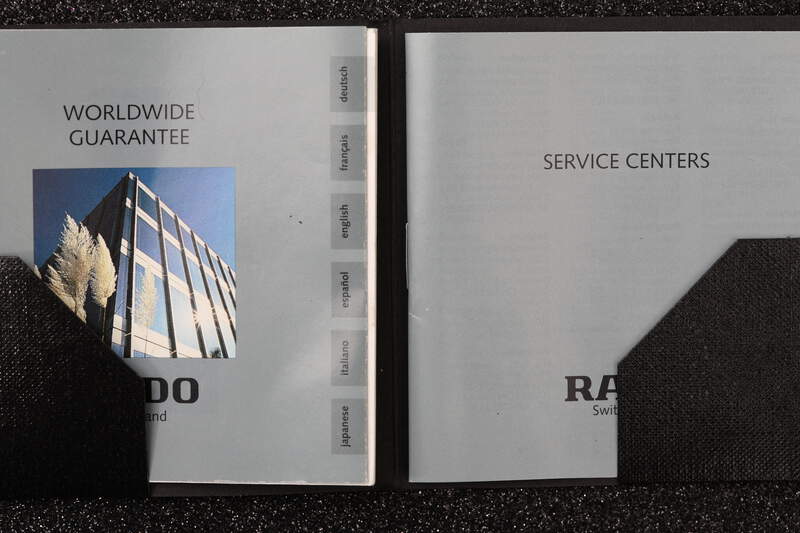 WORLDWIDE
GUARANTEE
DO
and
deutsch
français
english
español
italiano
japanese
SERVICE CENTERS
RA
Swit